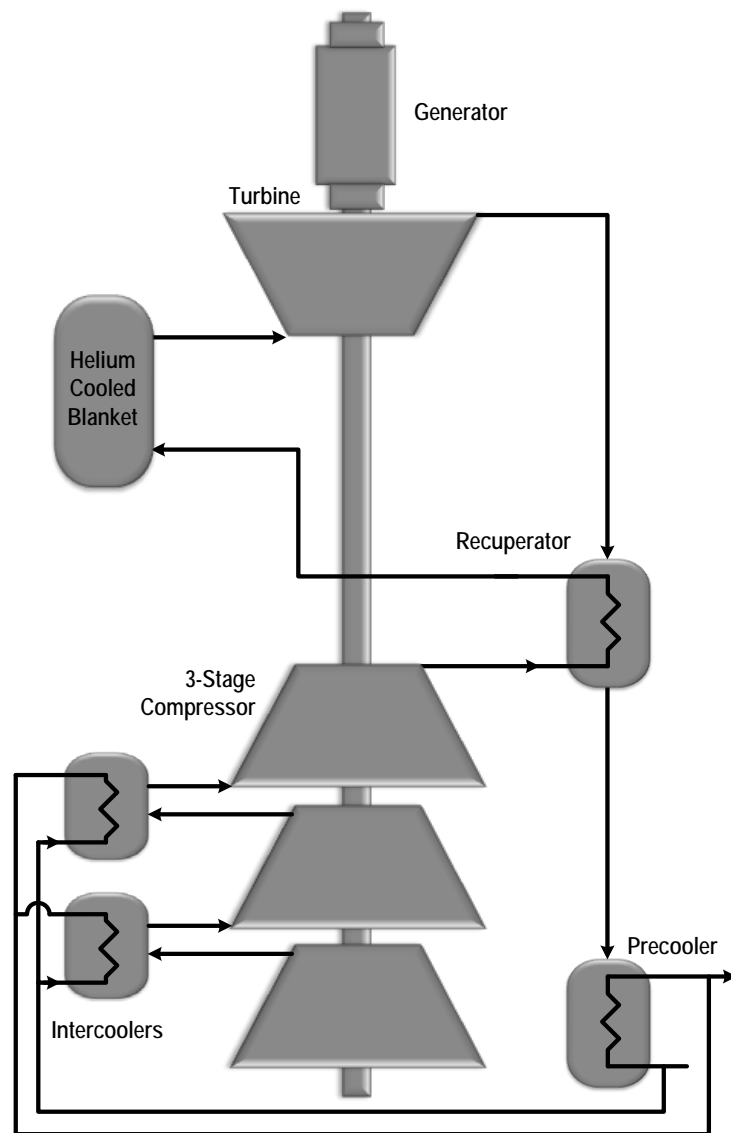 Generator
Turbine
Helium
Cooled
Blanket
Recuperator
3-Stage
Compressor
Precooler
Intercoolers